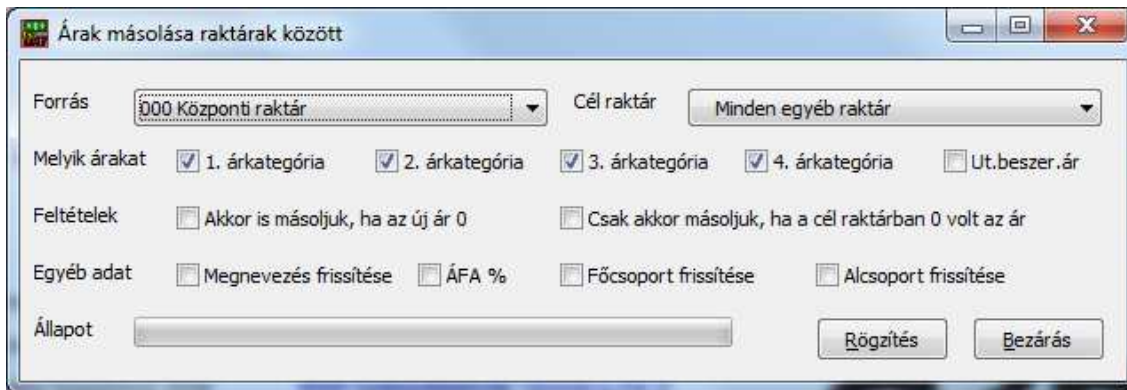 Árak másolása raktárak között
Forrás 000 Központi raktár Cél raktár Minden egyéb raktár
Melyik árakat 1. árkategória 2. árkategória 3. árkategória 4. árkategória Ut.beszer.ár
Feltételek Akkor is másoljuk, ha az új ár 0 Csak akkor másoljuk, ha a cél raktárban 0 volt az ár
Egyéb adat Megnevezés frissítése ÁFA % Főcsoport frissítése Alcsoport frissítése
Állapot Rögzítés Bezárás